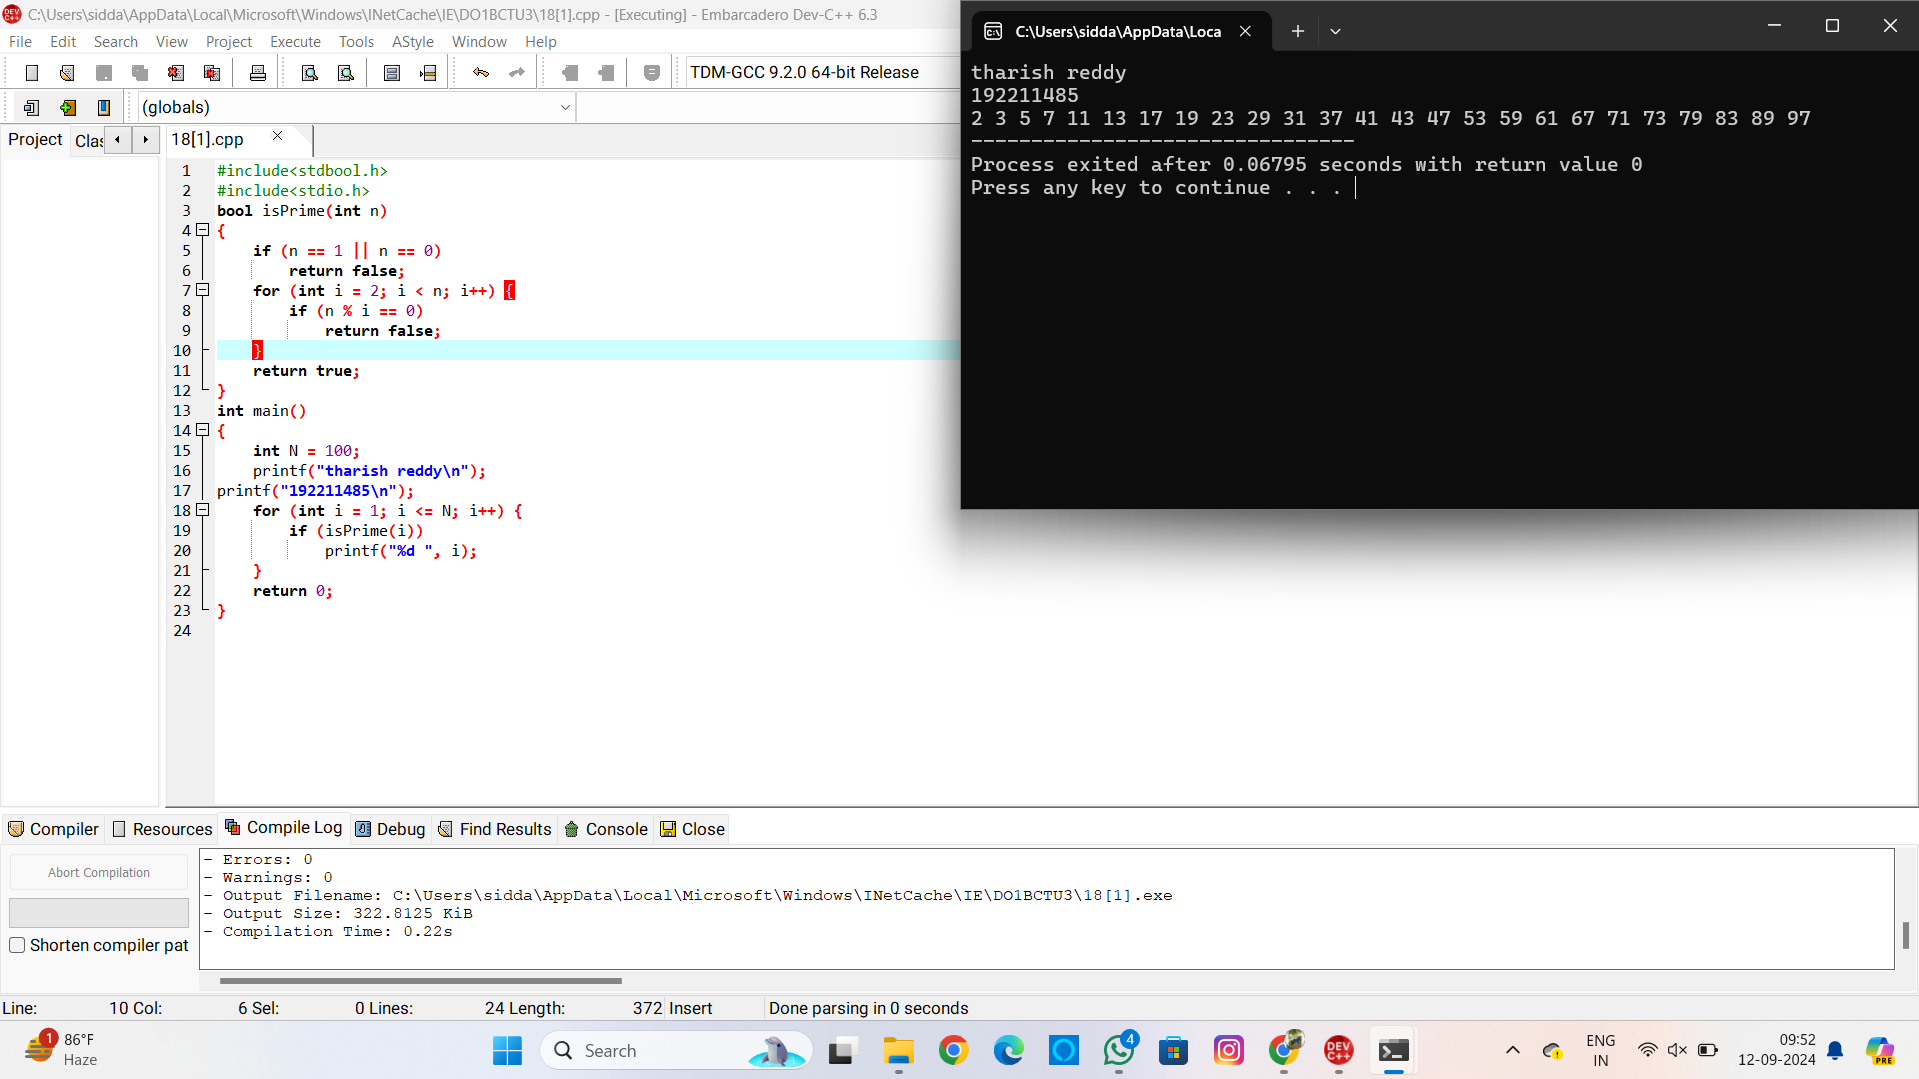 C:\Users\sidda\AppData\Local\Microsoft\Windows\INetCache\IE\DO1BCTU3\18[1].cpp - [Executing] - Embarcadero Dev-C++ 6.3
File Edit Search View Project Execute Tools AStyle Window Help
TDM-GCC 9.2.0 64-bit Release
(globals)
Project Clas
18[1].cpp
1 #include<stdbool.h>
2 #include<stdio.h>
3 bool isPrime(int n)
4 {
5 if (n == 1 || n == 0)
6 return false;
7 for (int i = 2; i < n; i++) {
8 if (n % i == 0)
9 return false;
10 }
11 return true;
12 }
13 int main()
14 {
15 int N = 100;
16 printf("tharish reddy\n");
17 printf("192211485\n");
18 for (int i = 1; i <= N; i++) {
19 if (isPrime(i))
20 printf("%d ", i);
21 }
22 return 0;
23 }
24
C:\Users\sidda\AppData\Loca
tharish reddy
192211485
2 3 5 7 11 13 17 19 23 29 31 37 41 43 47 53 59 61 67 71 73 79 83 89 97
--------------------------------
Process exited after 0.06795 seconds with return value 0
Press any key to continue . . .
Compiler Resources Compile Log Debug Find Results Console Close
Abort Compilation
Shorten compiler pat
- Errors: 0
- Warnings: 0
- Output Filename: C:\Users\sidda\AppData\Local\Microsoft\Windows\INetCache\IE\DO1BCTU3\18[1].exe
- Output Size: 322.8125 KiB
- Compilation Time: 0.22s
Line: 10 Col: 6 Sel: 0 Lines: 24 Length: 372 Insert Done parsing in 0 seconds
1
86°F
Haze
Search
4
DEV C++
ENG
IN
09:52
12-09-2024
PRE